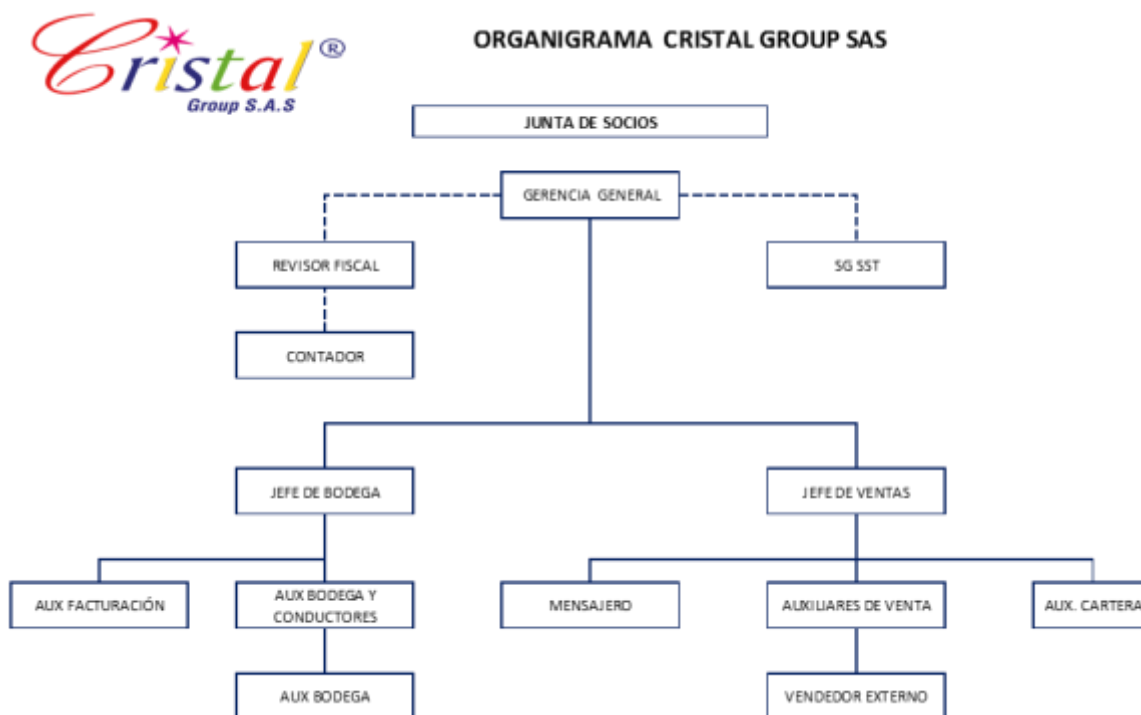 Cristal ®
Group S.A.S
ORGANIGRAMA CRISTAL GROUP SAS
JUNTA DE SOCIOS
GERENCIA GENERAL
REVISOR FISCAL
SG SST
CONTADOR
JEFE DE BODEGA
JEFE DE VENTAS
AUX FACTURACIÓN
AUX BODEGA Y
CONDUCTORES
MENSAJERO
AUXILIARES DE VENTA
AUX. CARTERA
AUX BODEGA
VENDEDOR EXTERNO